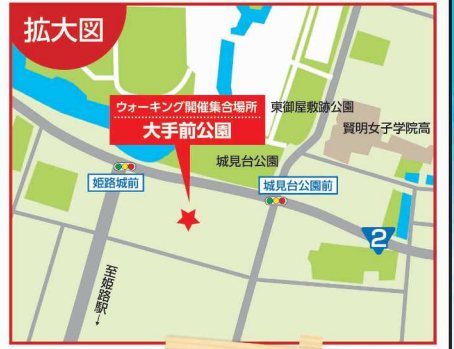 拡大図
ウォーキング開催集合場所
大手前公園
東御屋敷跡公園
賢明女子学院高
城見台公園
姫路城前
城見台公園前
2
至姫路駅→